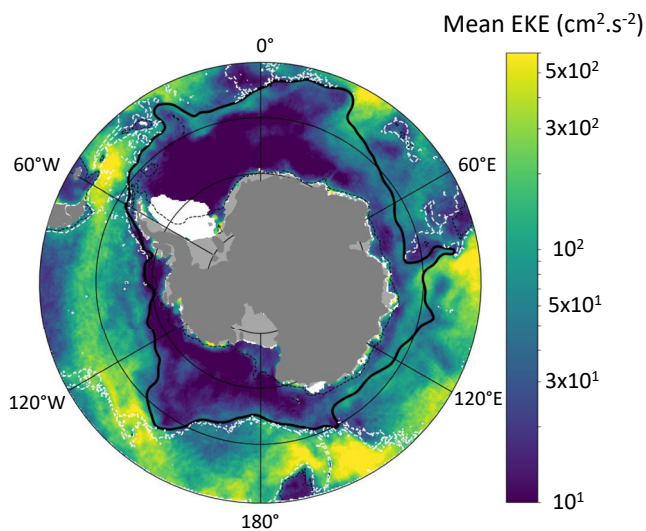 Mean EKE (cm².s⁻²)
0°
5x10²
3x10²
60°W
60°E
10²
5x10¹
3x10¹
120°W
120°E
10¹
180°